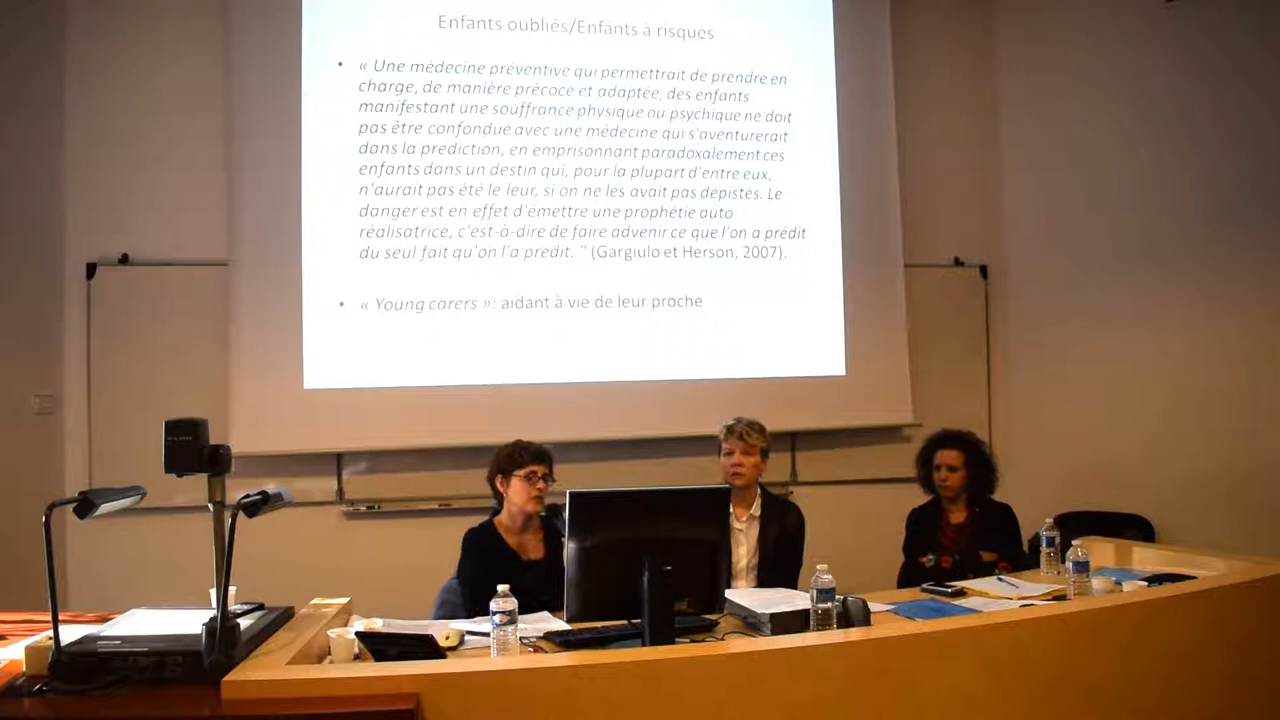 Enfants oubliés/Enfants à risques
• « Une médecine préventive qui permettrait de prendre en
charge, de manière précoce et adaptée, des enfants
manifestant une souffrance physique ou psychique ne doit
pas être confondue avec une médecine qui s'aventurerait
dans la prédiction, en emprisonnant paradoxalement ces
enfants dans un destin qui, pour la plupart d'entre eux,
n'aurait pas été le leur, si on ne les avait pas dépistés. Le
danger est en effet d'émettre une prophétie auto
réalisatrice, c'est-à-dire de faire advenir ce que l'on a prédit
du seul fait qu'on l'a prédit. " (Gargiulo et Herson, 2007).
• « Young carers »: aidant à vie de leur proche